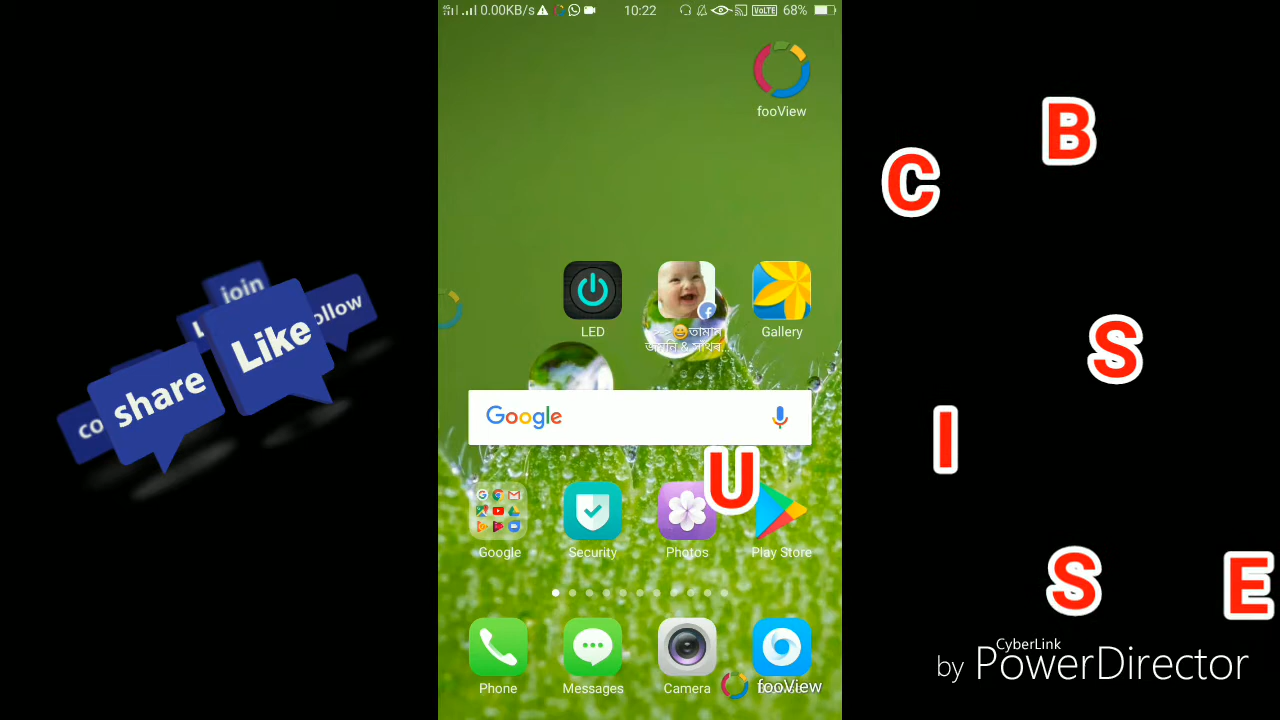 0.00KB/s 10:22 VoLTE 68%
fooView
join
L ollow
Like
share
co
LED
>>😀তামাম
Gallery
Google
Google
Security
Photos
Play Store
Phone
Messages
Camera
fooView
B
C
S
I
U
S
E
CyberLink
by PowerDirector